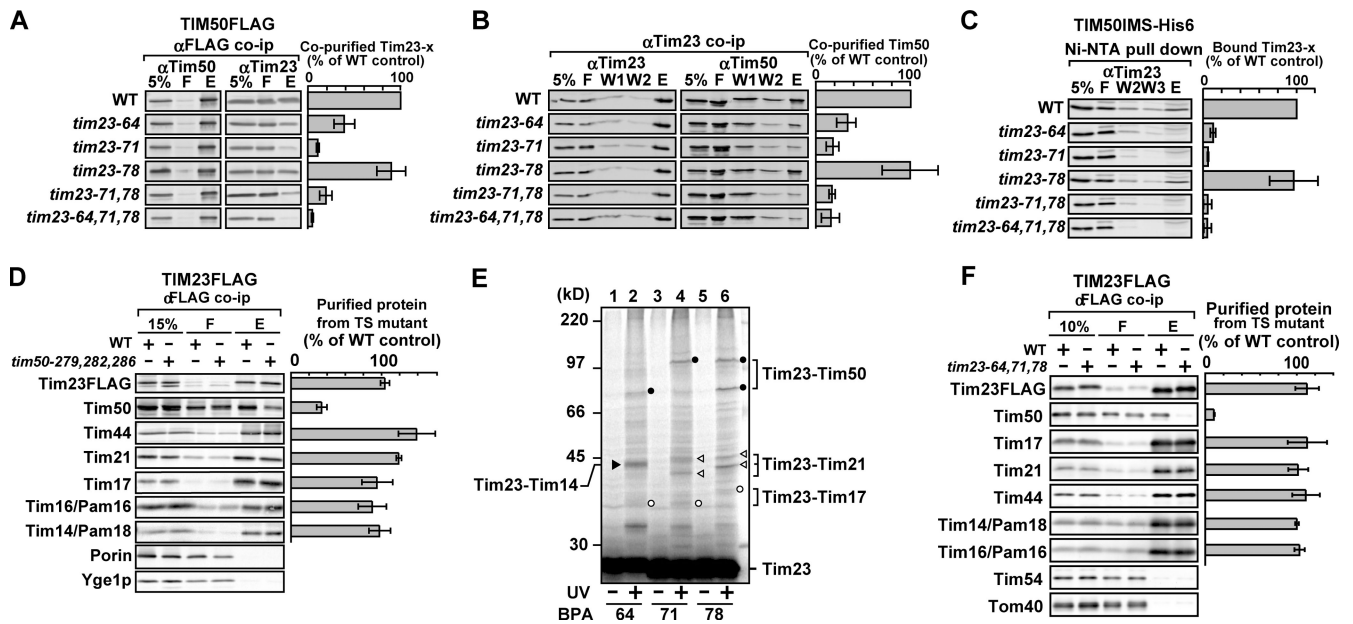 A
TIM50FLAG
αFLAG co-ip
αTim50 αTim23
5% F E 5% F E
Co-purified Tim23-x
(% of WT control)
0 100
WT
tim23-64
tim23-71
tim23-78
tim23-71,78
tim23-64,71,78
B
αTim23 co-ip
αTim23 αTim50
5% F W1 W2 E 5% F W1 W2 E
Co-purified Tim50
(% of WT control)
0 100
WT
tim23-64
tim23-71
tim23-78
tim23-71,78
tim23-64,71,78
C
TIM50IMS-His6
Ni-NTA pull down
αTim23
5% F W2 W3 E
Bound Tim23-x
(% of WT control)
0 100
WT
tim23-64
tim23-71
tim23-78
tim23-71,78
tim23-64,71,78
D
TIM23FLAG
αFLAG co-ip
15% F E
WT + – + – + –
tim50-279,282,286 – + – + – +
Purified protein
from TS mutant
(% of WT control)
0 100
Tim23FLAG
Tim50
Tim44
Tim21
Tim17
Tim16/Pam16
Tim14/Pam18
Porin
Yge1p
E
(kD) 1 2 3 4 5 6
220
97
66
45
30
Tim23-Tim50
Tim23-Tim21
Tim23-Tim14
Tim23-Tim17
Tim23
UV – + – + – +
BPA 64 71 78
F
TIM23FLAG
αFLAG co-ip
10% F E
WT + – + – + –
tim23-64,71,78 – + – + – +
Purified protein
from TS mutant
(% of WT control)
0 100
Tim23FLAG
Tim50
Tim17
Tim21
Tim44
Tim14/Pam18
Tim16/Pam16
Tim54
Tom40